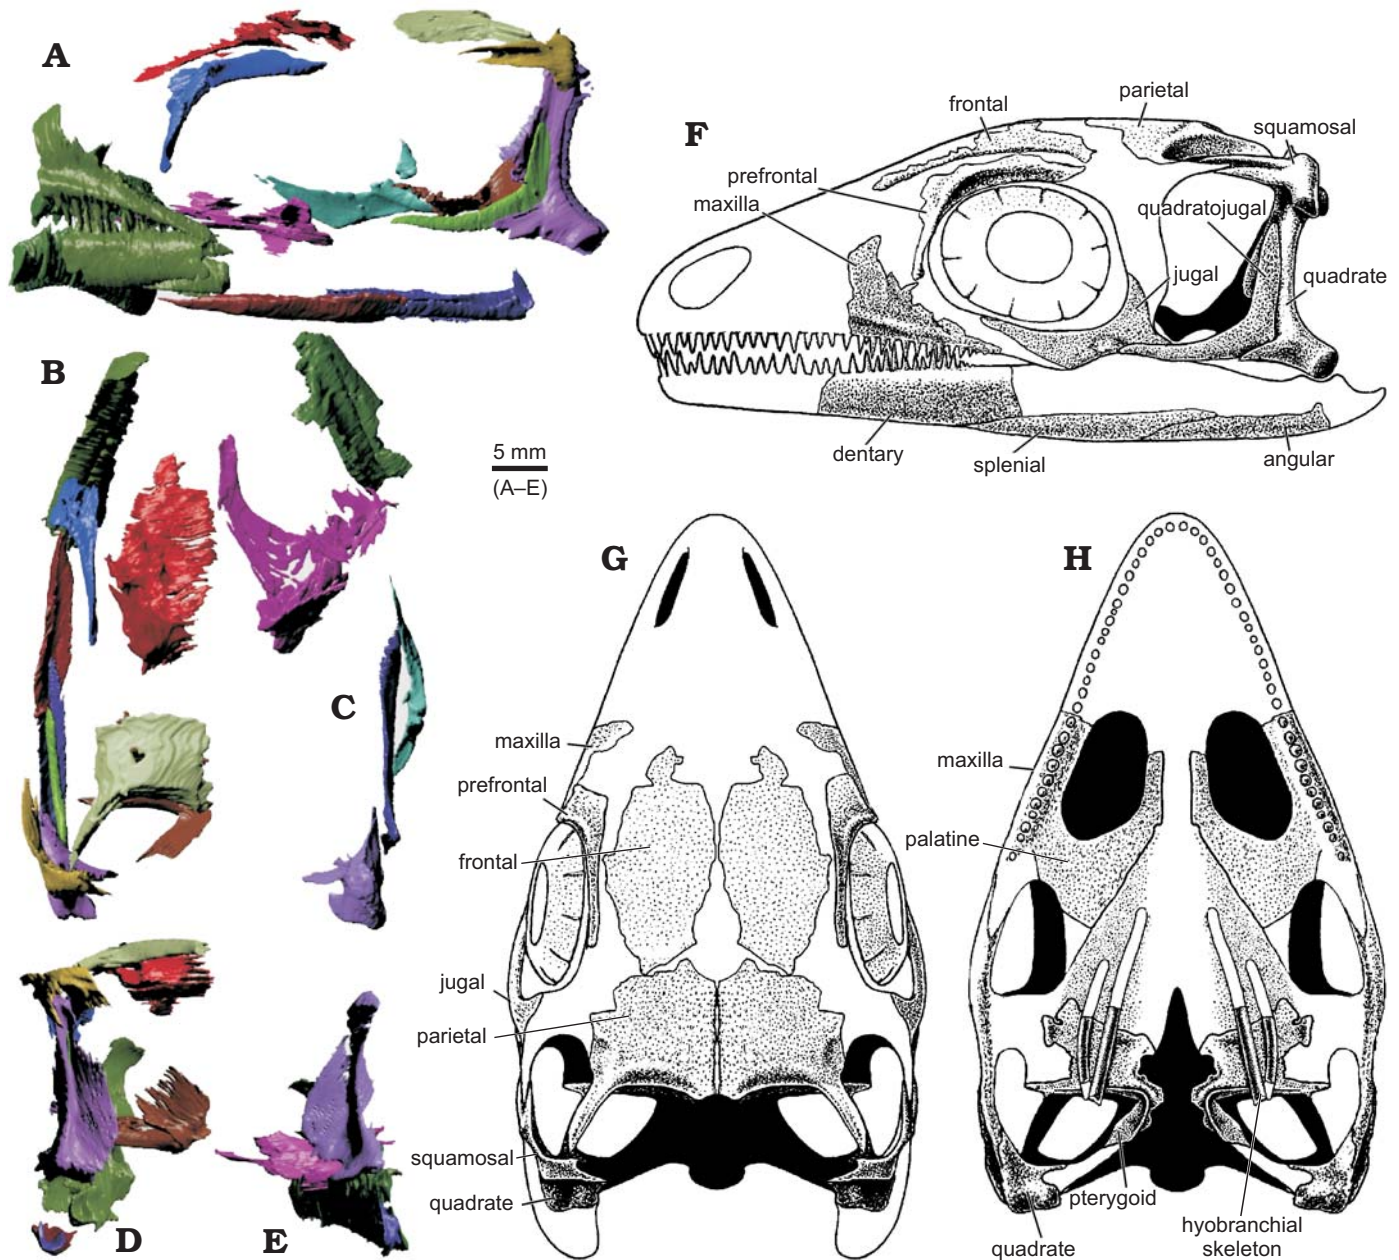 A
B
5 mm
(A–E)
C
D
E
F
frontal
parietal
squamosal
prefrontal
maxilla
quadratojugal
jugal
quadrate
dentary
splenial
angular
G
maxilla
prefrontal
frontal
jugal
parietal
squamosal
quadrate
H
maxilla
palatine
pterygoid
quadrate
hyobranchial
skeleton